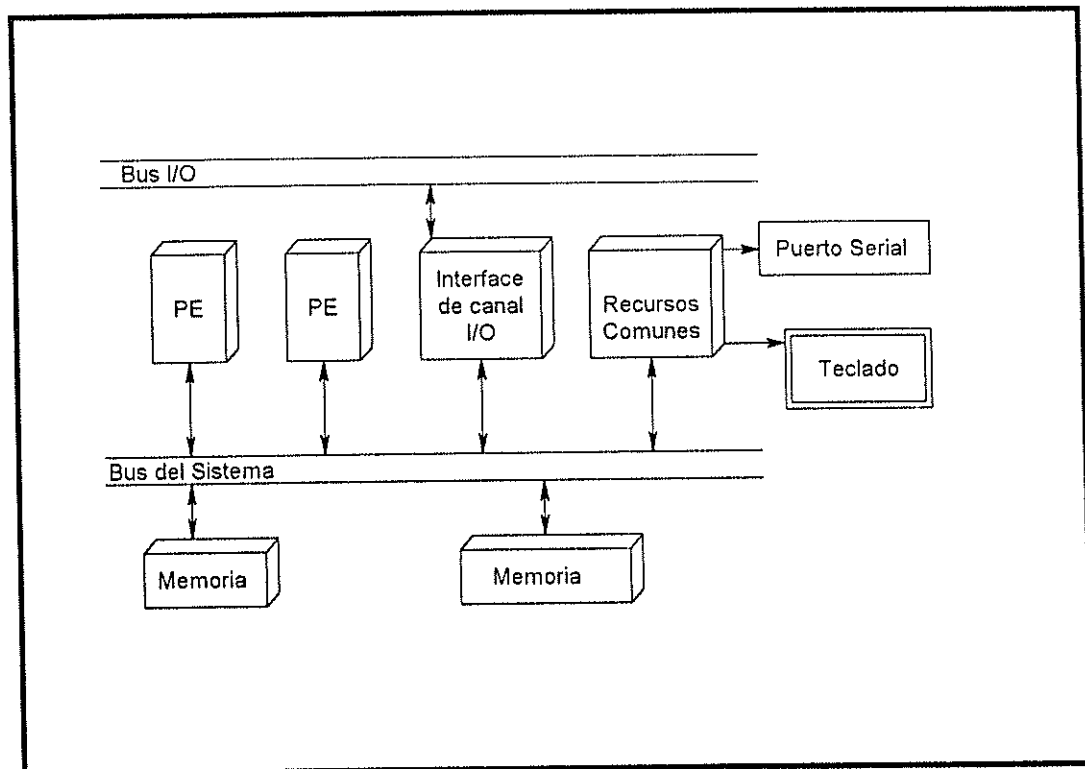 Bus I/O
PE
PE
Interface
de canal
I/O
Recursos
Comunes
Puerto Serial
Teclado
Bus del Sistema
Memoria
Memoria